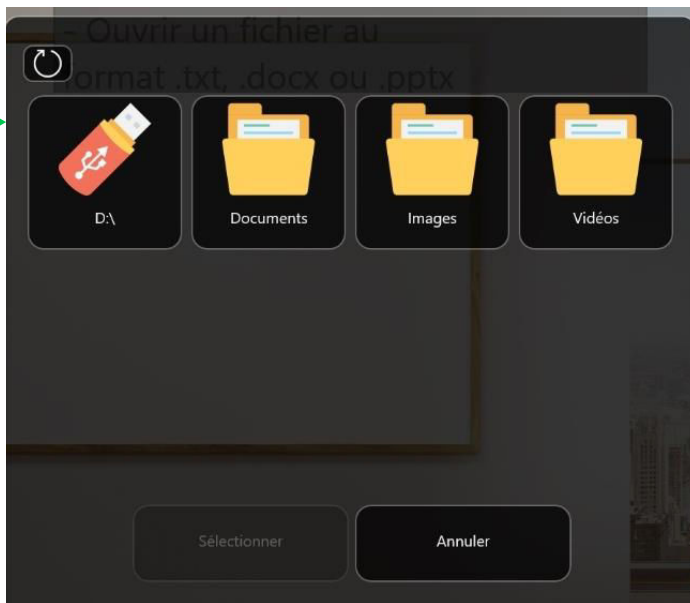 - Ouvrir un fichier au
format .txt, .docx ou .pptx
D:\
Documents
Images
Vidéos
Sélectionner
Annuler